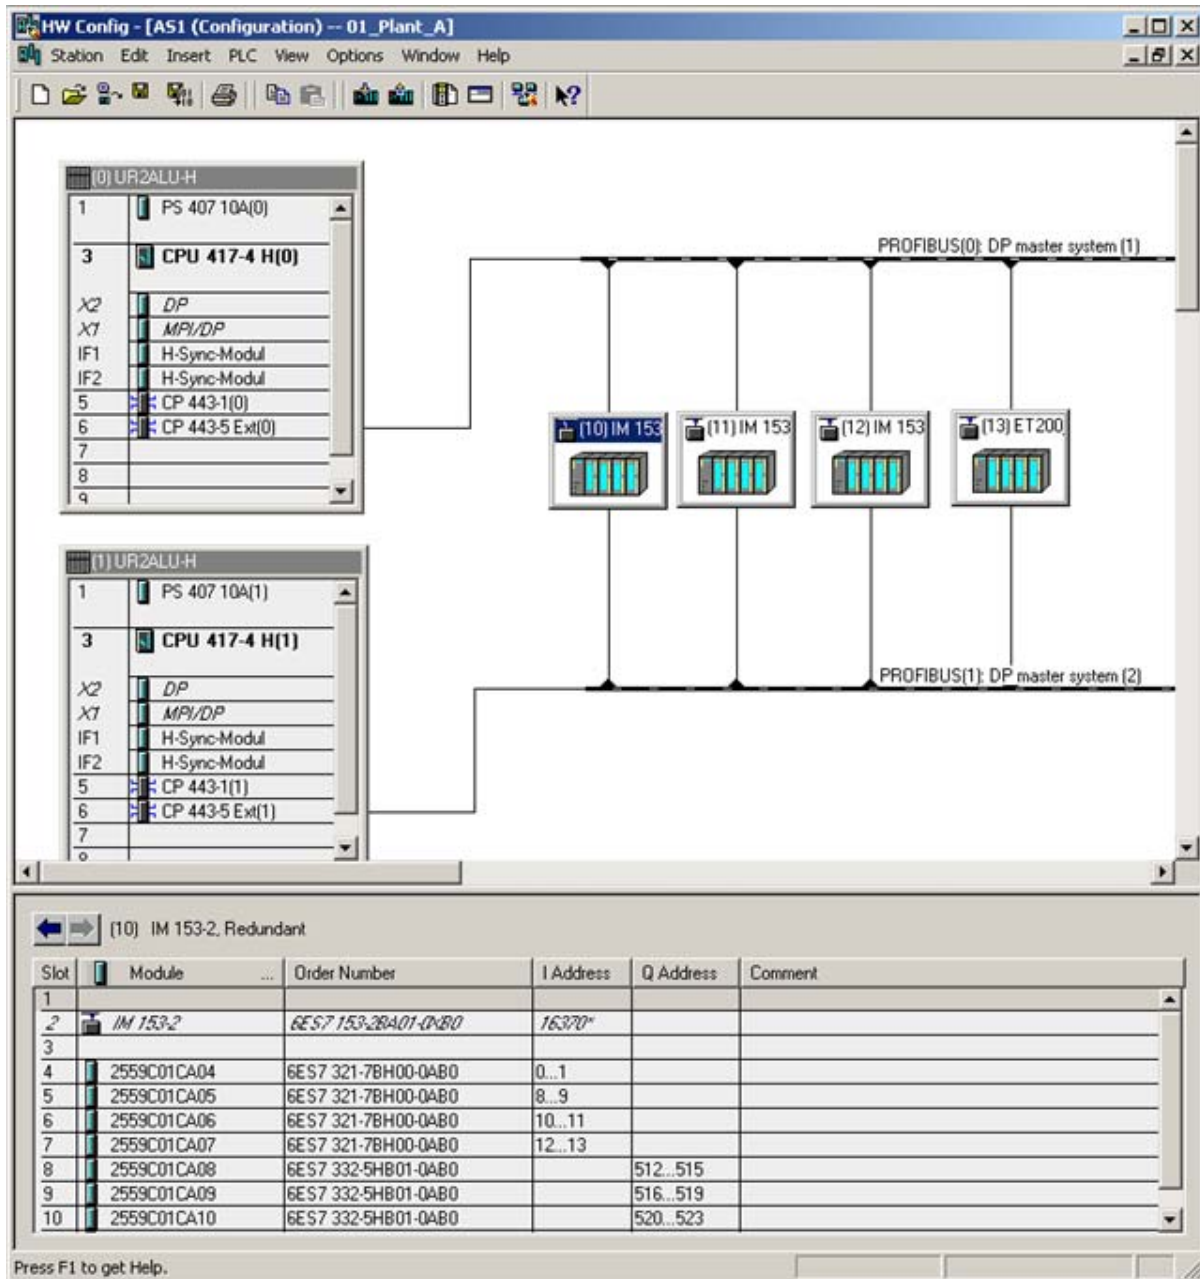 HW Config - [AS1 (Configuration) -- 01_Plant_A]
Station Edit Insert PLC View Options Window Help
(0) UR2ALU-H
1 PS 407 10A(0)
3 CPU 417-4 H(0)
X2 DP
X1 MPI/DP
IF1 H-Sync-Modul
IF2 H-Sync-Modul
5 CP 443-1(0)
6 CP 443-5 Ext(0)
7
8
9
PROFIBUS(0): DP master system (1)
(10) IM 153 (11) IM 153 (12) IM 153 (13) ET200
(1) UR2ALU-H
1 PS 407 10A(1)
3 CPU 417-4 H(1)
X2 DP
X1 MPI/DP
IF1 H-Sync-Modul
IF2 H-Sync-Modul
5 CP 443-1(1)
6 CP 443-5 Ext(1)
7
PROFIBUS(1): DP master system (2)
(10) IM 153-2, Redundant
Slot Module ... Order Number I Address Q Address Comment
1
2 IM 153-2 6ES7 153-2BA01-0XB0 16370*
3
4 2559C01CA04 6ES7 321-7BH00-0AB0 0...1
5 2559C01CA05 6ES7 321-7BH00-0AB0 8...9
6 2559C01CA06 6ES7 321-7BH00-0AB0 10...11
7 2559C01CA07 6ES7 321-7BH00-0AB0 12...13
8 2559C01CA08 6ES7 332-5HB01-0AB0 512...515
9 2559C01CA09 6ES7 332-5HB01-0AB0 516...519
10 2559C01CA10 6ES7 332-5HB01-0AB0 520...523
Press F1 to get Help.